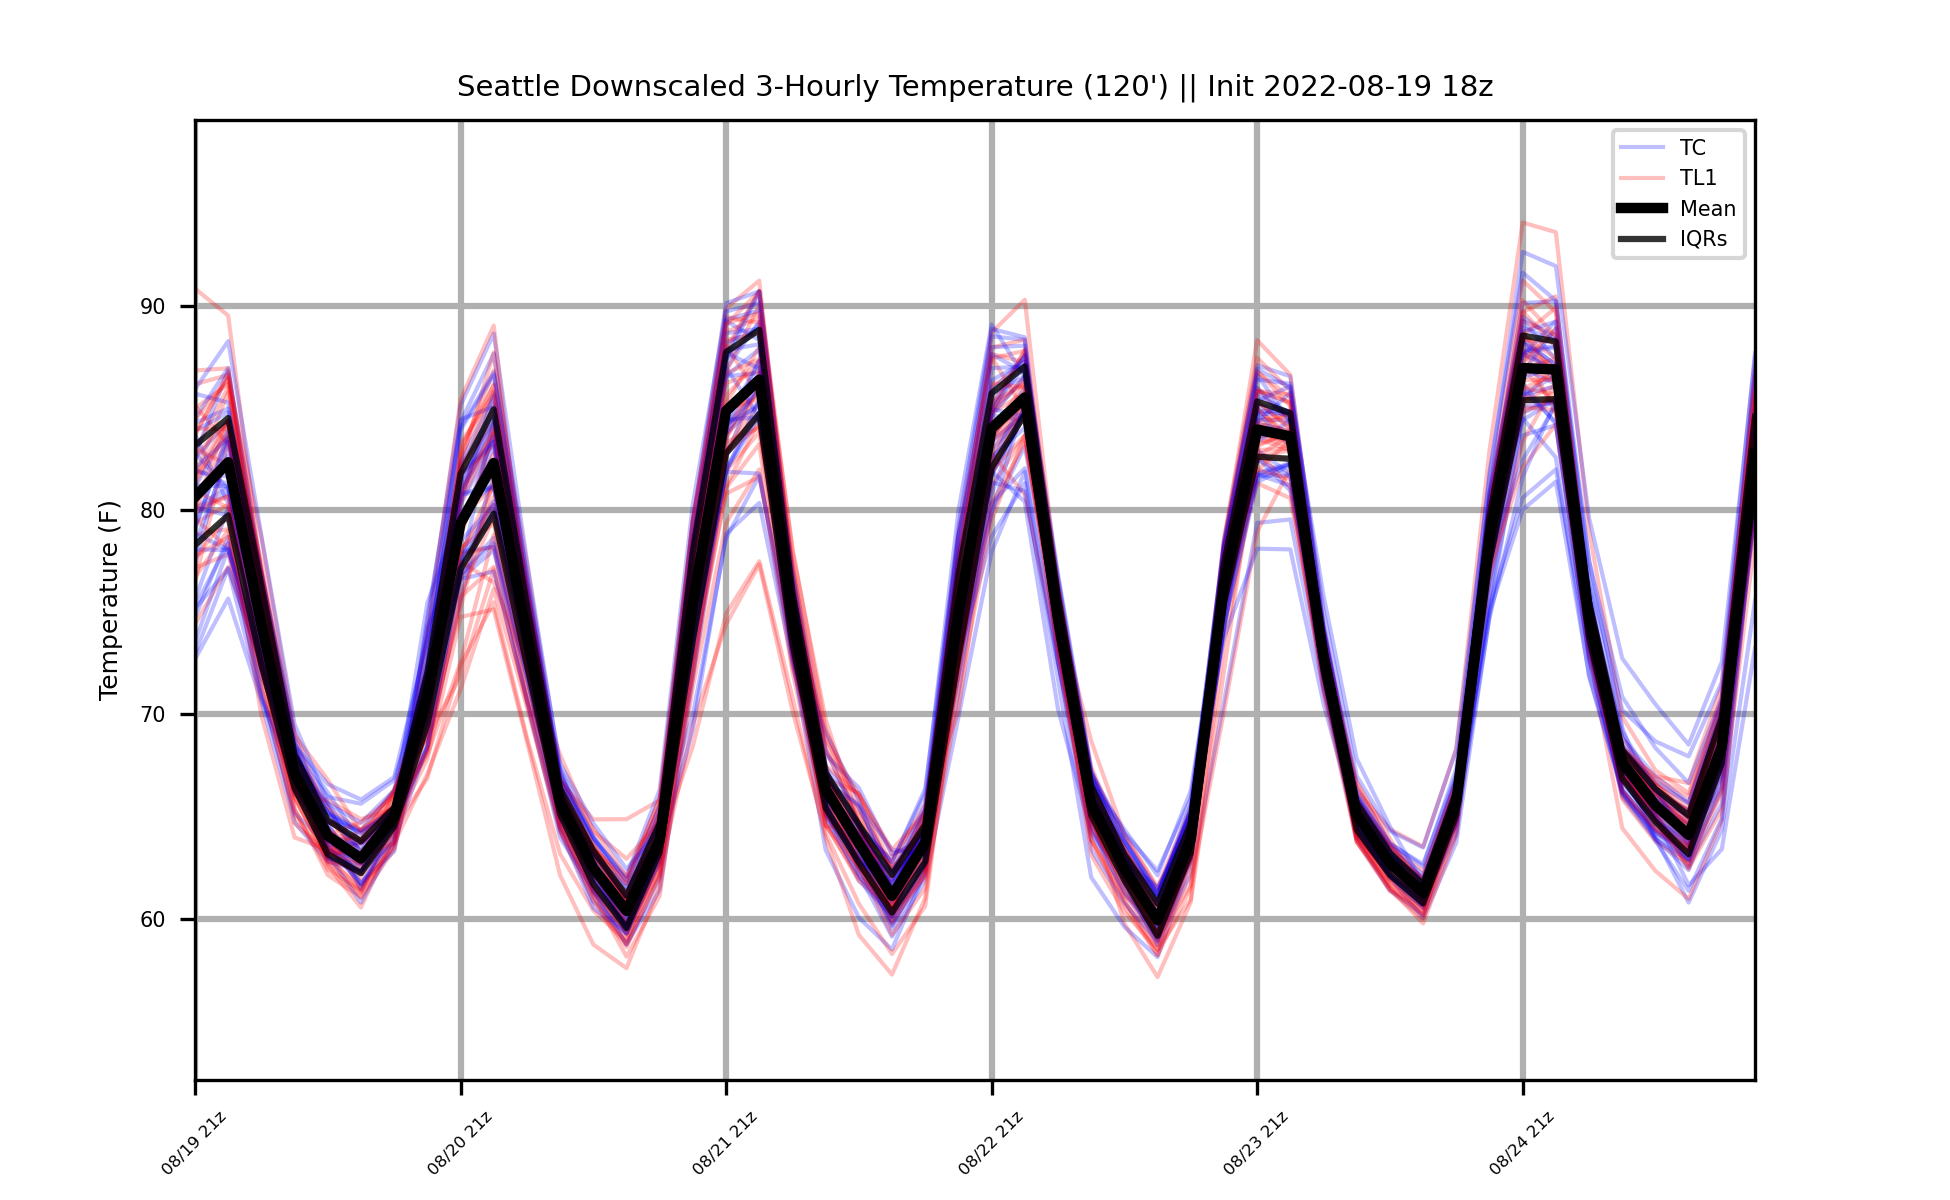 Seattle Downscaled 3-Hourly Temperature (120') || Init 2022-08-19 18z
TC
TL1
Mean
IQRs
Temperature (F)
90
80
70
60
08/19 21z
08/20 21z
08/21 21z
08/22 21z
08/23 21z
08/24 21z